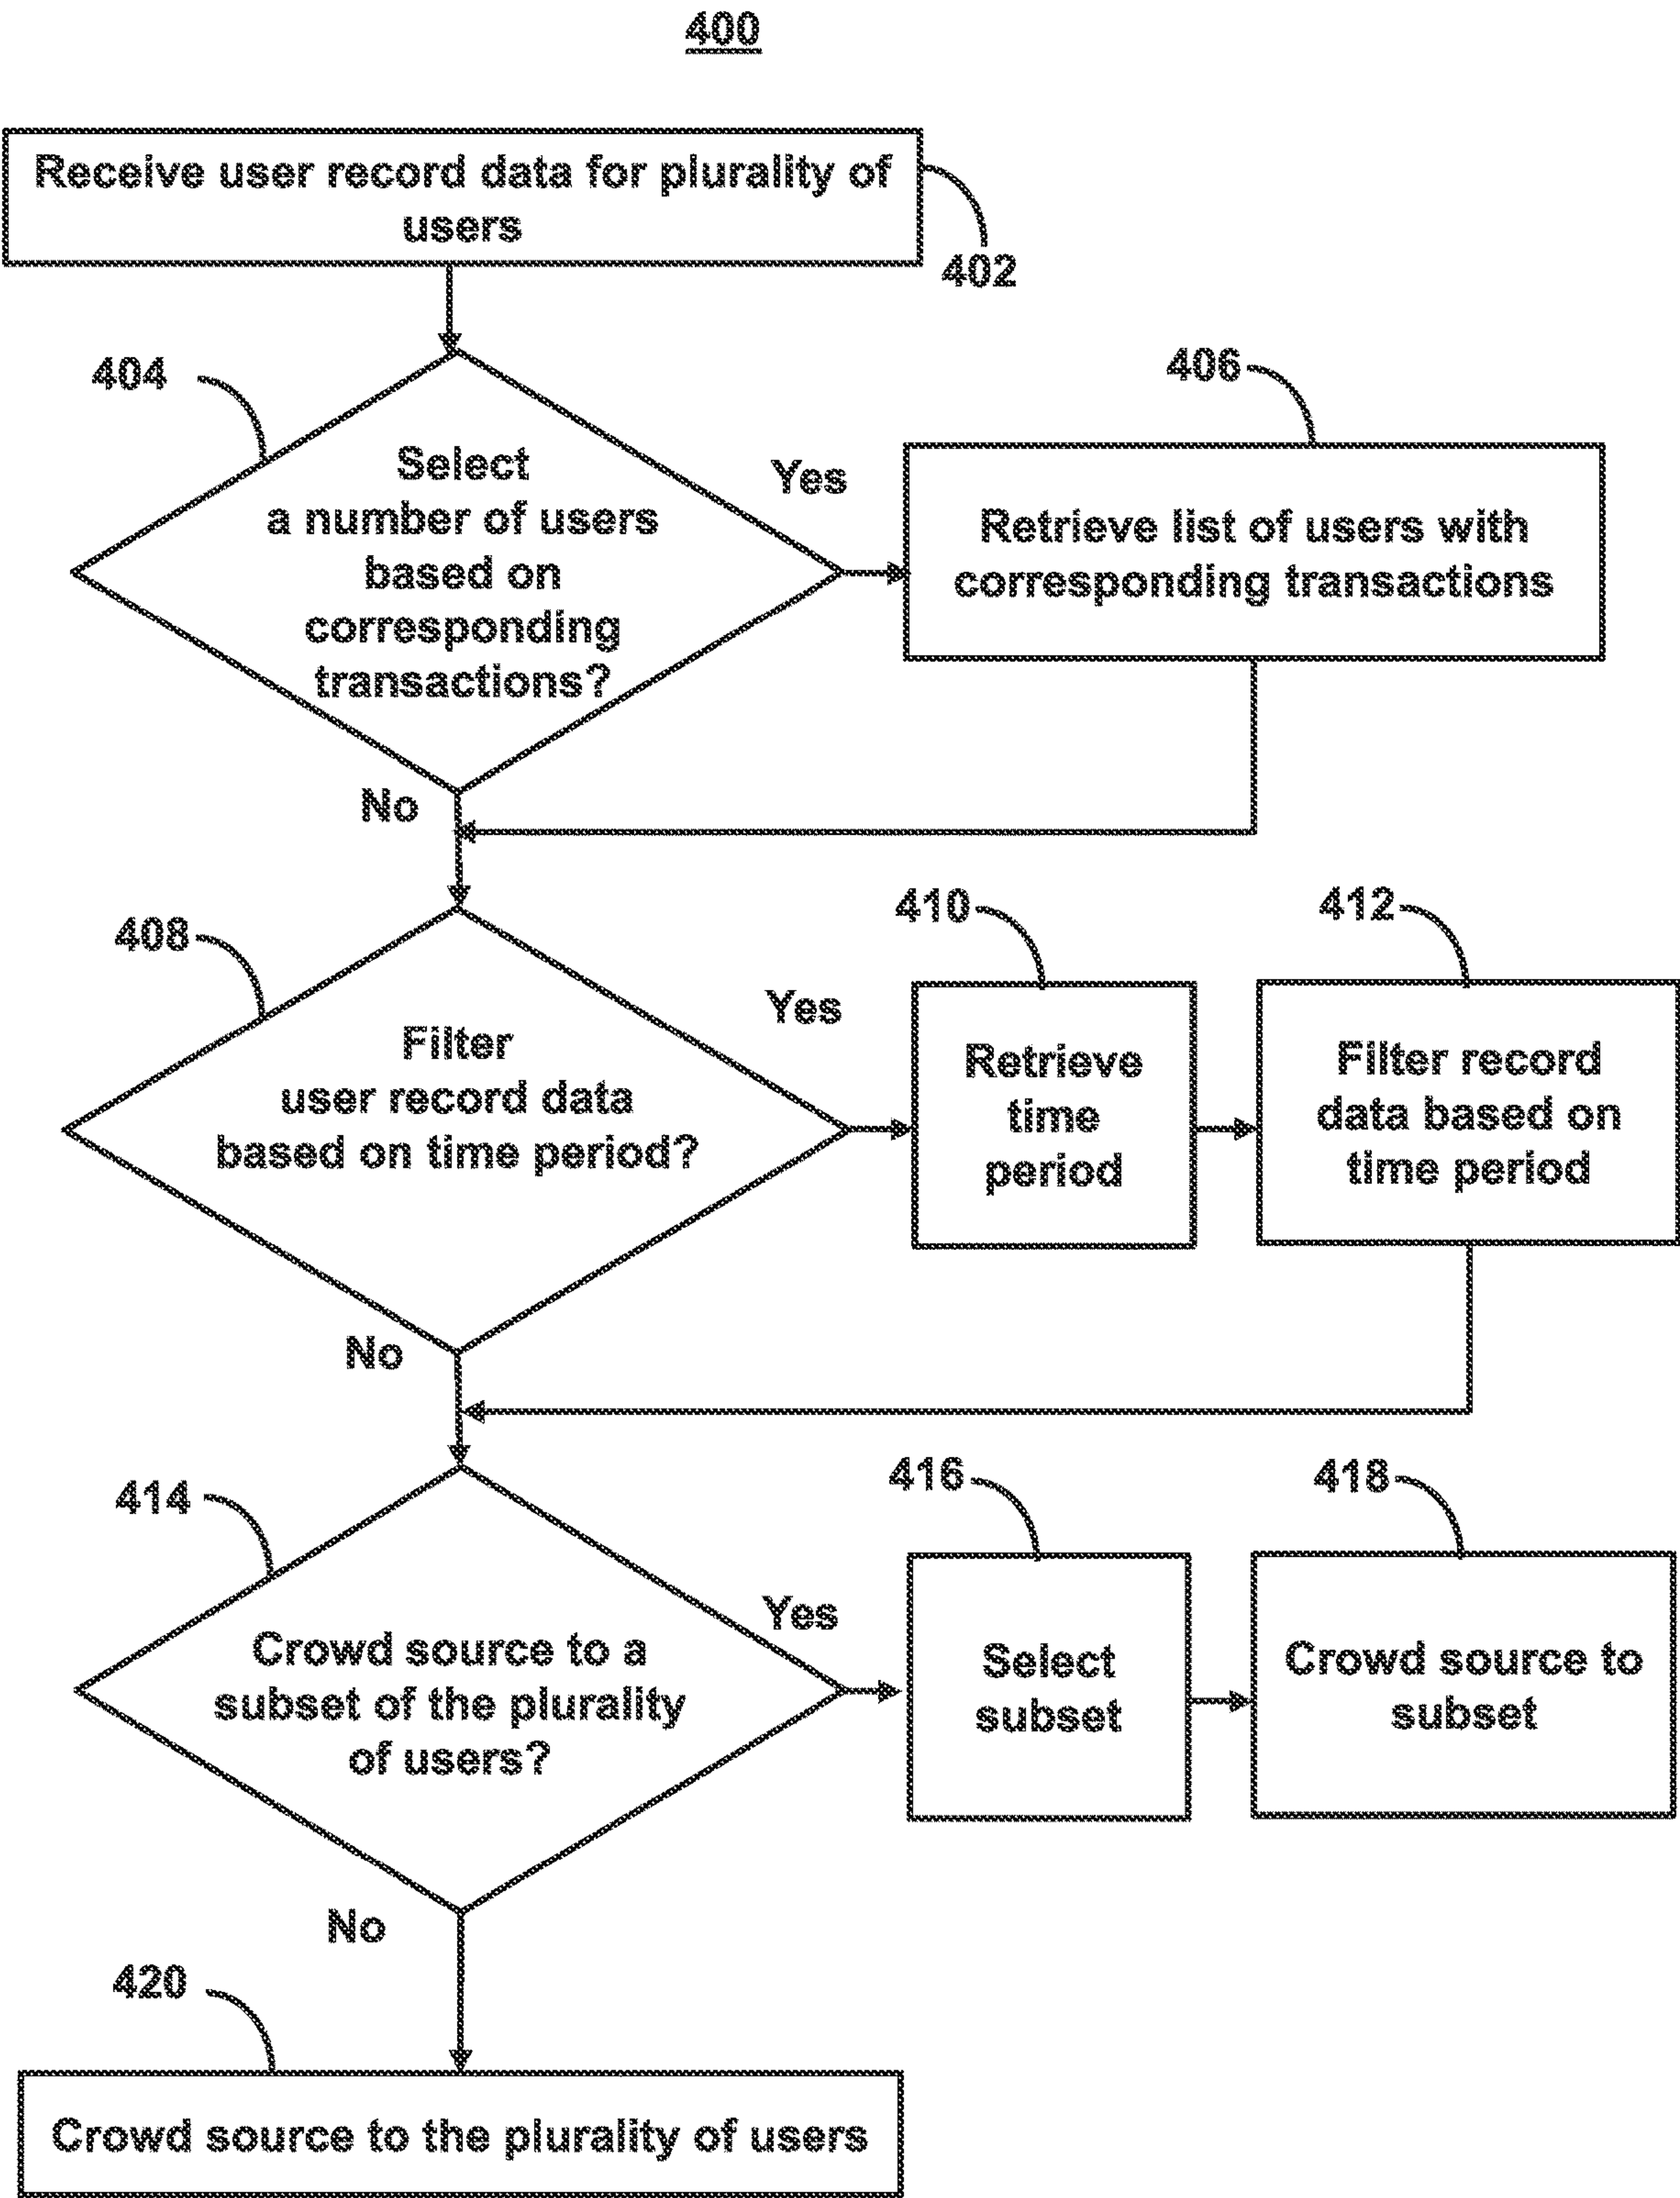 400
Receive user record data for plurality of
users
402
404
Select
a number of users
based on
corresponding
transactions?
Yes
406
Retrieve list of users with
corresponding transactions
No
408
Filter
user record data
based on time period?
Yes
410
Retrieve
time
period
412
Filter record
data based on
time period
No
414
Crowd source to a
subset of the plurality
of users?
Yes
416
Select
subset
418
Crowd source to
subset
No
420
Crowd source to the plurality of users